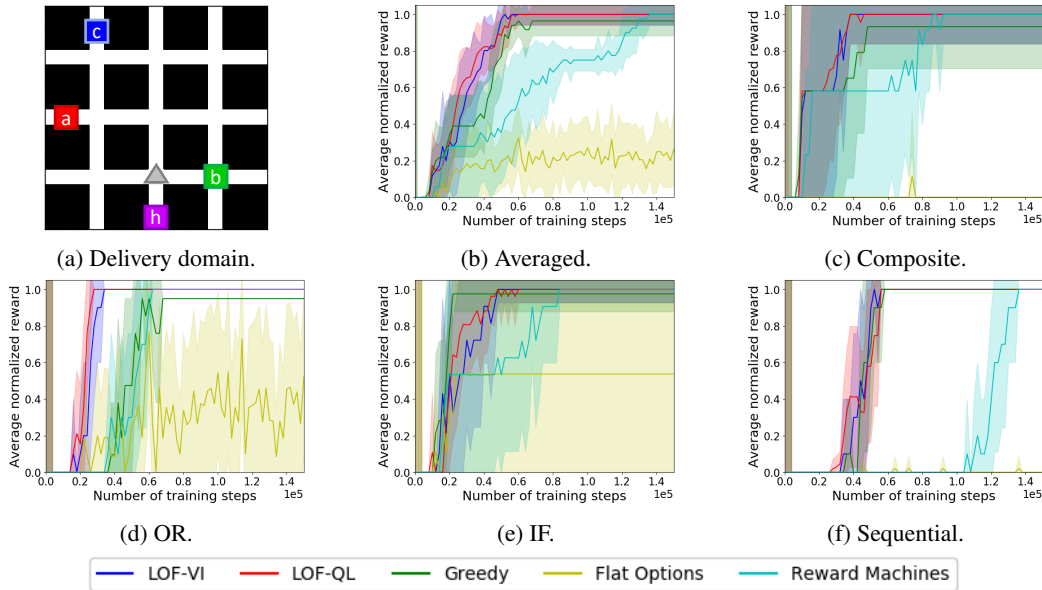 c
a
b
h
(a) Delivery domain.
Average normalized reward
1.0
0.8
0.6
0.4
0.2
0.0
0.0 0.2 0.4 0.6 0.8 1.0 1.2 1.4
Number of training steps
1e5
(b) Averaged.
Average normalized reward
1.0
0.8
0.6
0.4
0.2
0.0
0.0 0.2 0.4 0.6 0.8 1.0 1.2 1.4
Number of training steps
1e5
(c) Composite.
Average normalized reward
1.0
0.8
0.6
0.4
0.2
0.0
0.0 0.2 0.4 0.6 0.8 1.0 1.2 1.4
Number of training steps
1e5
(d) OR.
Average normalized reward
1.0
0.8
0.6
0.4
0.2
0.0
0.0 0.2 0.4 0.6 0.8 1.0 1.2 1.4
Number of training steps
1e5
(e) IF.
Average normalized reward
1.0
0.8
0.6
0.4
0.2
0.0
0.0 0.2 0.4 0.6 0.8 1.0 1.2 1.4
Number of training steps
1e5
(f) Sequential.
LOF-VI LOF-QL Greedy Flat Options Reward Machines